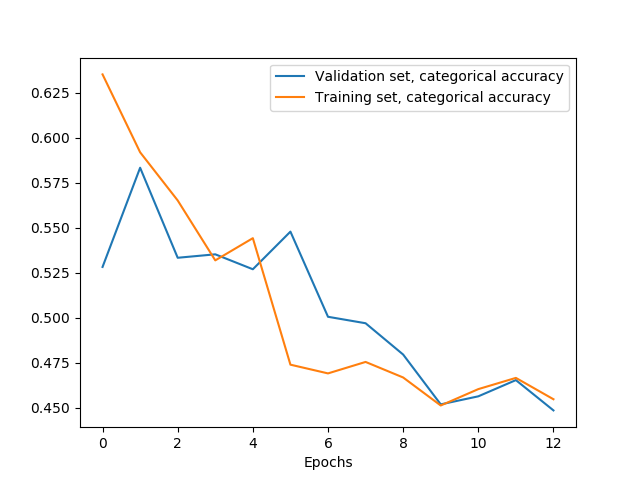 Validation set, categorical accuracy
Training set, categorical accuracy
0.625
0.600
0.575
0.550
0.525
0.500
0.475
0.450
0 2 4 6 8 10 12
Epochs